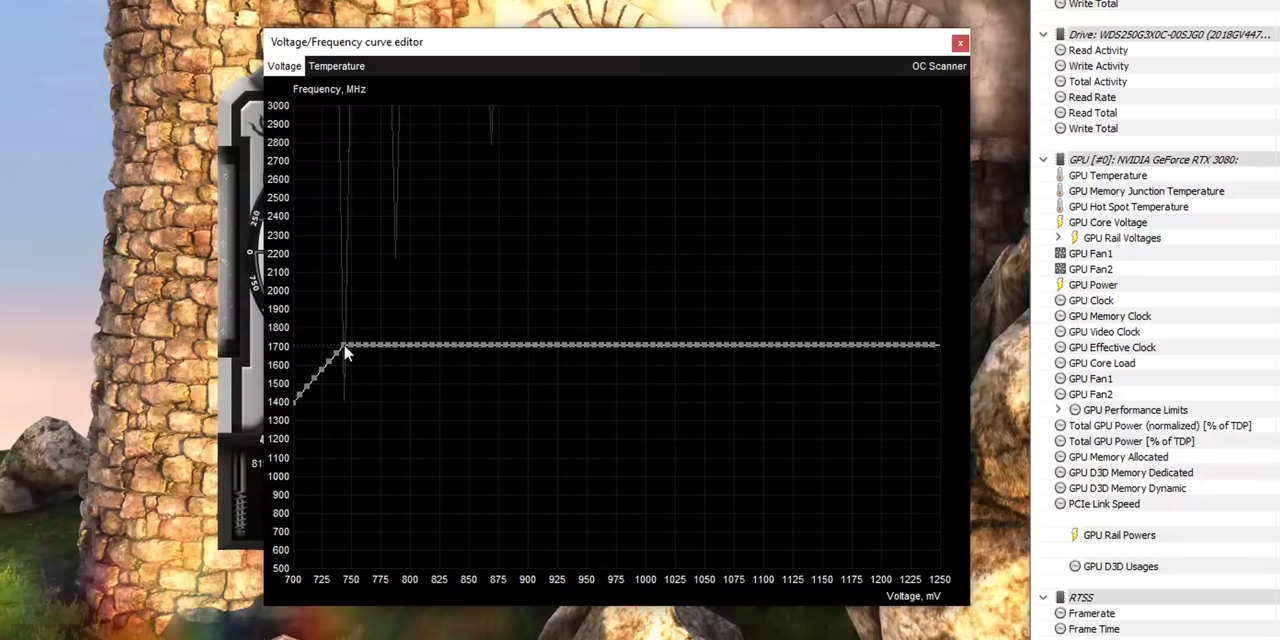 Voltage/Frequency curve editor
x
Voltage Temperature OC Scanner
Frequency, MHz
3000
2900
2800
2700
2600
2500
2400
2300
2200
2100
2000
1900
1800
1700
1600
1500
1400
1300
1200
1100
1000
900
800
700
600
500
700 725 750 775 800 825 850 875 900 925 950 975 1000 1025 1050 1075 1100 1125 1150 1175 1200 1225 1250
Voltage, mV
250
0
750
Write Total
Drive: WDS250G3X0C-00SJG0 (2018GV447...
Read Activity
Write Activity
Total Activity
Read Rate
Read Total
Write Total
GPU [#0]: NVIDIA GeForce RTX 3080:
GPU Temperature
GPU Memory Junction Temperature
GPU Hot Spot Temperature
GPU Core Voltage
GPU Rail Voltages
GPU Fan1
GPU Fan2
GPU Power
GPU Clock
GPU Memory Clock
GPU Video Clock
GPU Effective Clock
GPU Core Load
GPU Fan1
GPU Fan2
GPU Performance Limits
Total GPU Power (normalized) [% of TDP]
Total GPU Power [% of TDP]
GPU Memory Allocated
GPU D3D Memory Dedicated
GPU D3D Memory Dynamic
PCIe Link Speed
GPU Rail Powers
GPU D3D Usages
RTSS
Framerate
Frame Time